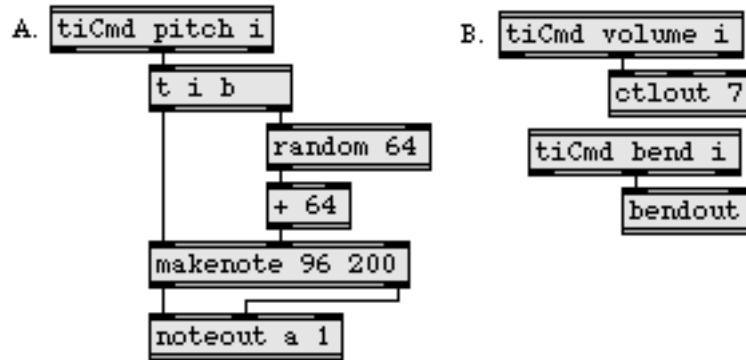 A. tiCmd pitch i
t i b
random 64
+ 64
makenote 96 200
noteout a 1
B. tiCmd volume i
ctlout 7
tiCmd bend i
bendout